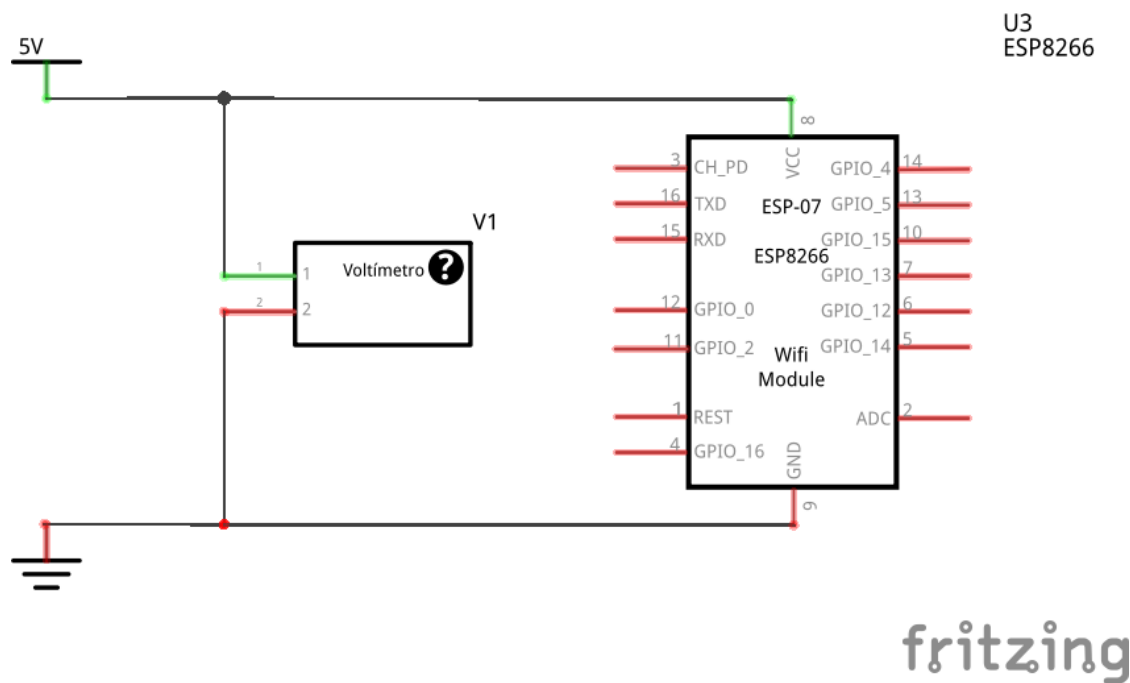 U3
ESP8266
5V
8
VCC
3 CH_PD
GPIO_4 14
16 TXD
ESP-07
GPIO_5 13
15 RXD
GPIO_15 10
ESP8266
V1
Voltímetro ?
1 1
2 2
GPIO_13 7
12 GPIO_0
GPIO_12 6
11 GPIO_2
GPIO_14 5
Wifi
Module
1 REST
ADC 2
4 GPIO_16
GND
9
fritzing